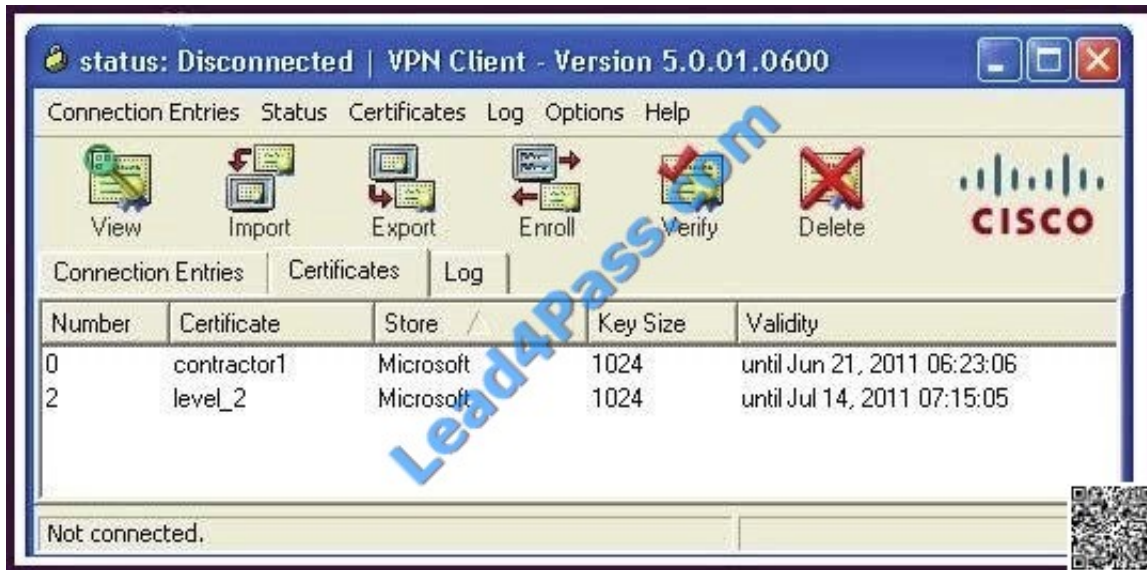 status: Disconnected | VPN Client - Version 5.0.01.0600
Connection Entries Status Certificates Log Options Help
View Import Export Enroll Verify Delete
CISCO
Connection Entries Certificates Log
Number Certificate Store Key Size Validity
0 contractor1 Microsoft 1024 until Jun 21, 2011 06:23:06
2 level_2 Microsoft 1024 until Jul 14, 2011 07:15:05
Lead4Pass.com
Not connected.